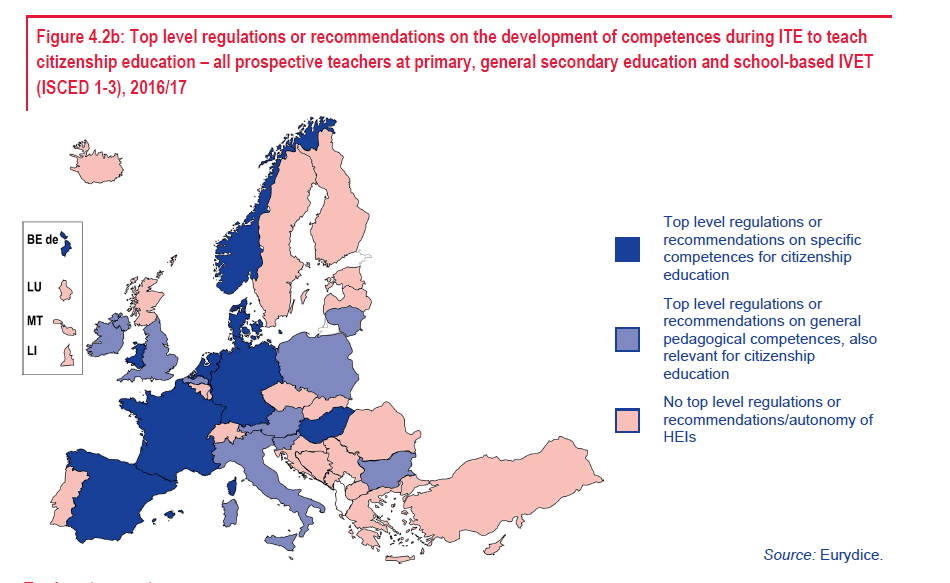 Figure 4.2b: Top level regulations or recommendations on the development of competences during ITE to teach
citizenship education – all prospective teachers at primary, general secondary education and school-based IVET
(ISCED 1-3), 2016/17
BE de
LU
MT
LI
Top level regulations or
recommendations on specific
competences for citizenship
education
Top level regulations or
recommendations on general
pedagogical competences, also
relevant for citizenship
education
No top level regulations or
recommendations/autonomy of
HEIs
Source: Eurydice.